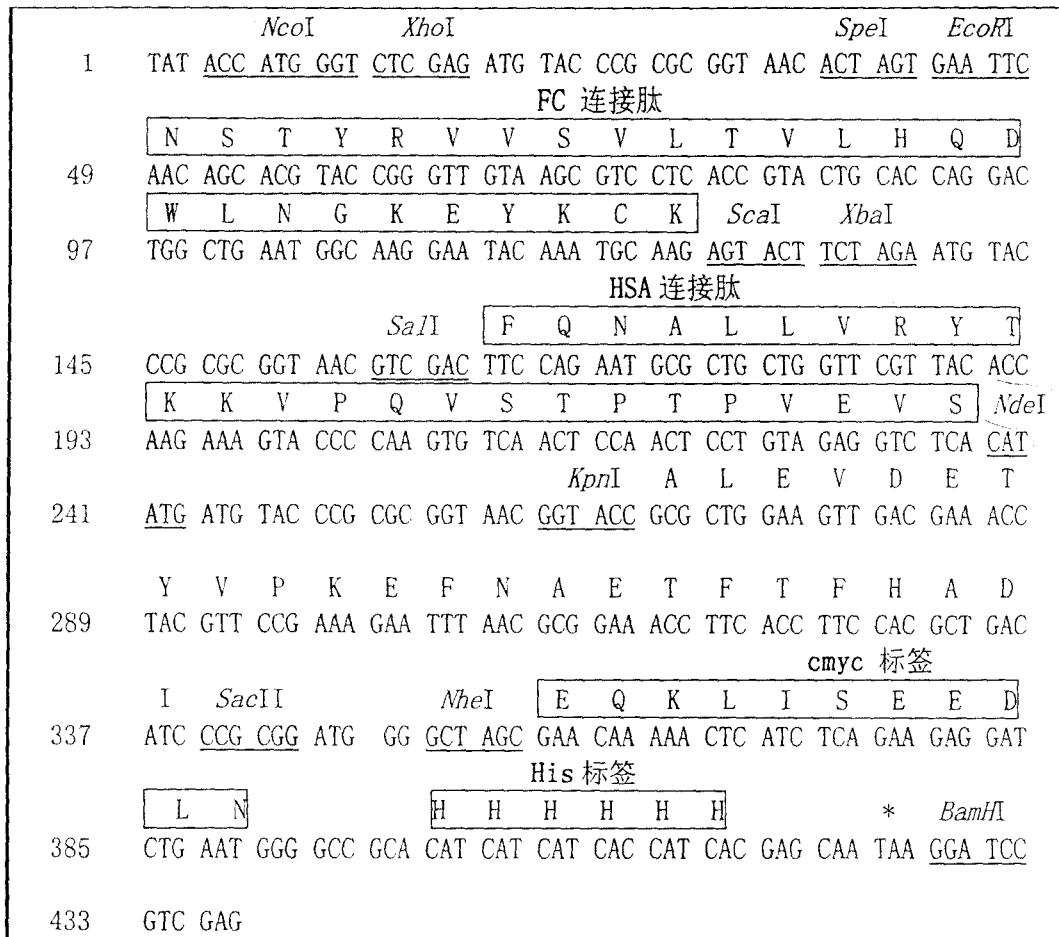 NcoI XhoI SpeI EcoRI
1 TAT ACC ATG GGT CTC GAG ATG TAC CCG CGC GGT AAC ACT AGT GAA TTC
FC 连接肽
N S T Y R V V S V L T V L H Q D
49 AAC AGC ACG TAC CGG GTT GTA AGC GTC CTC ACC GTA CTG CAC CAG GAC
W L N G K E Y K C K ScaI XbaI
97 TGG CTG AAT GGC AAG GAA TAC AAA TGC AAG AGT ACT TCT AGA ATG TAC
HSA 连接肽
SalI F Q N A L L V R Y T
145 CCG CGC GGT AAC GTC GAC TTC CAG AAT GCG CTG CTG GTT CGT TAC ACC
K K V P Q V S T P T P V E V S NdeI
193 AAG AAA GTA CCC CAA GTG TCA ACT CCA ACT CCT GTA GAG GTC TCA CAT
KpnI A L E V D E T
241 ATG ATG TAC CCG CGC GGT AAC GGT ACC GCG CTG GAA GTT GAC GAA ACC
Y V P K E F N A E T F T F H A D
289 TAC GTT CCG AAA GAA TTT AAC GCG GAA ACC TTC ACC TTC CAC GCT GAC
cmyc 标签
I SacII NheI E Q K L I S E E D
337 ATC CCG CGG ATG GG GCT AGC GAA CAA AAA CTC ATC TCA GAA GAG GAT
His 标签
L N H H H H H H * BamHI
385 CTG AAT GGG GCC GCA CAT CAT CAT CAC CAT CAC GAG CAA TAA GGA TCC
433 GTC GAG